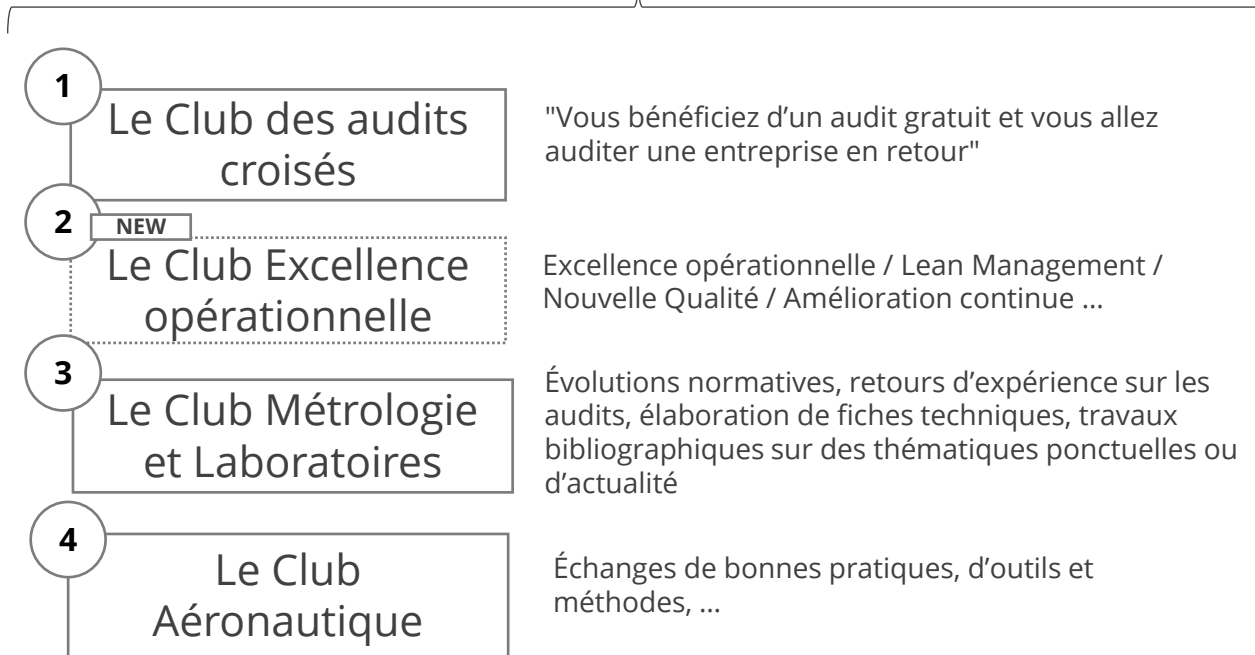 1
Le Club des audits
croisés
"Vous bénéficiez d’un audit gratuit et vous allez
auditer une entreprise en retour"
2
NEW
Le Club Excellence
opérationnelle
Excellence opérationnelle / Lean Management /
Nouvelle Qualité / Amélioration continue ...
3
Le Club Métrologie
et Laboratoires
Évolutions normatives, retours d’expérience sur les
audits, élaboration de fiches techniques, travaux
bibliographiques sur des thématiques ponctuelles ou
d’actualité
4
Le Club
Aéronautique
Échanges de bonnes pratiques, d’outils et
méthodes, ...